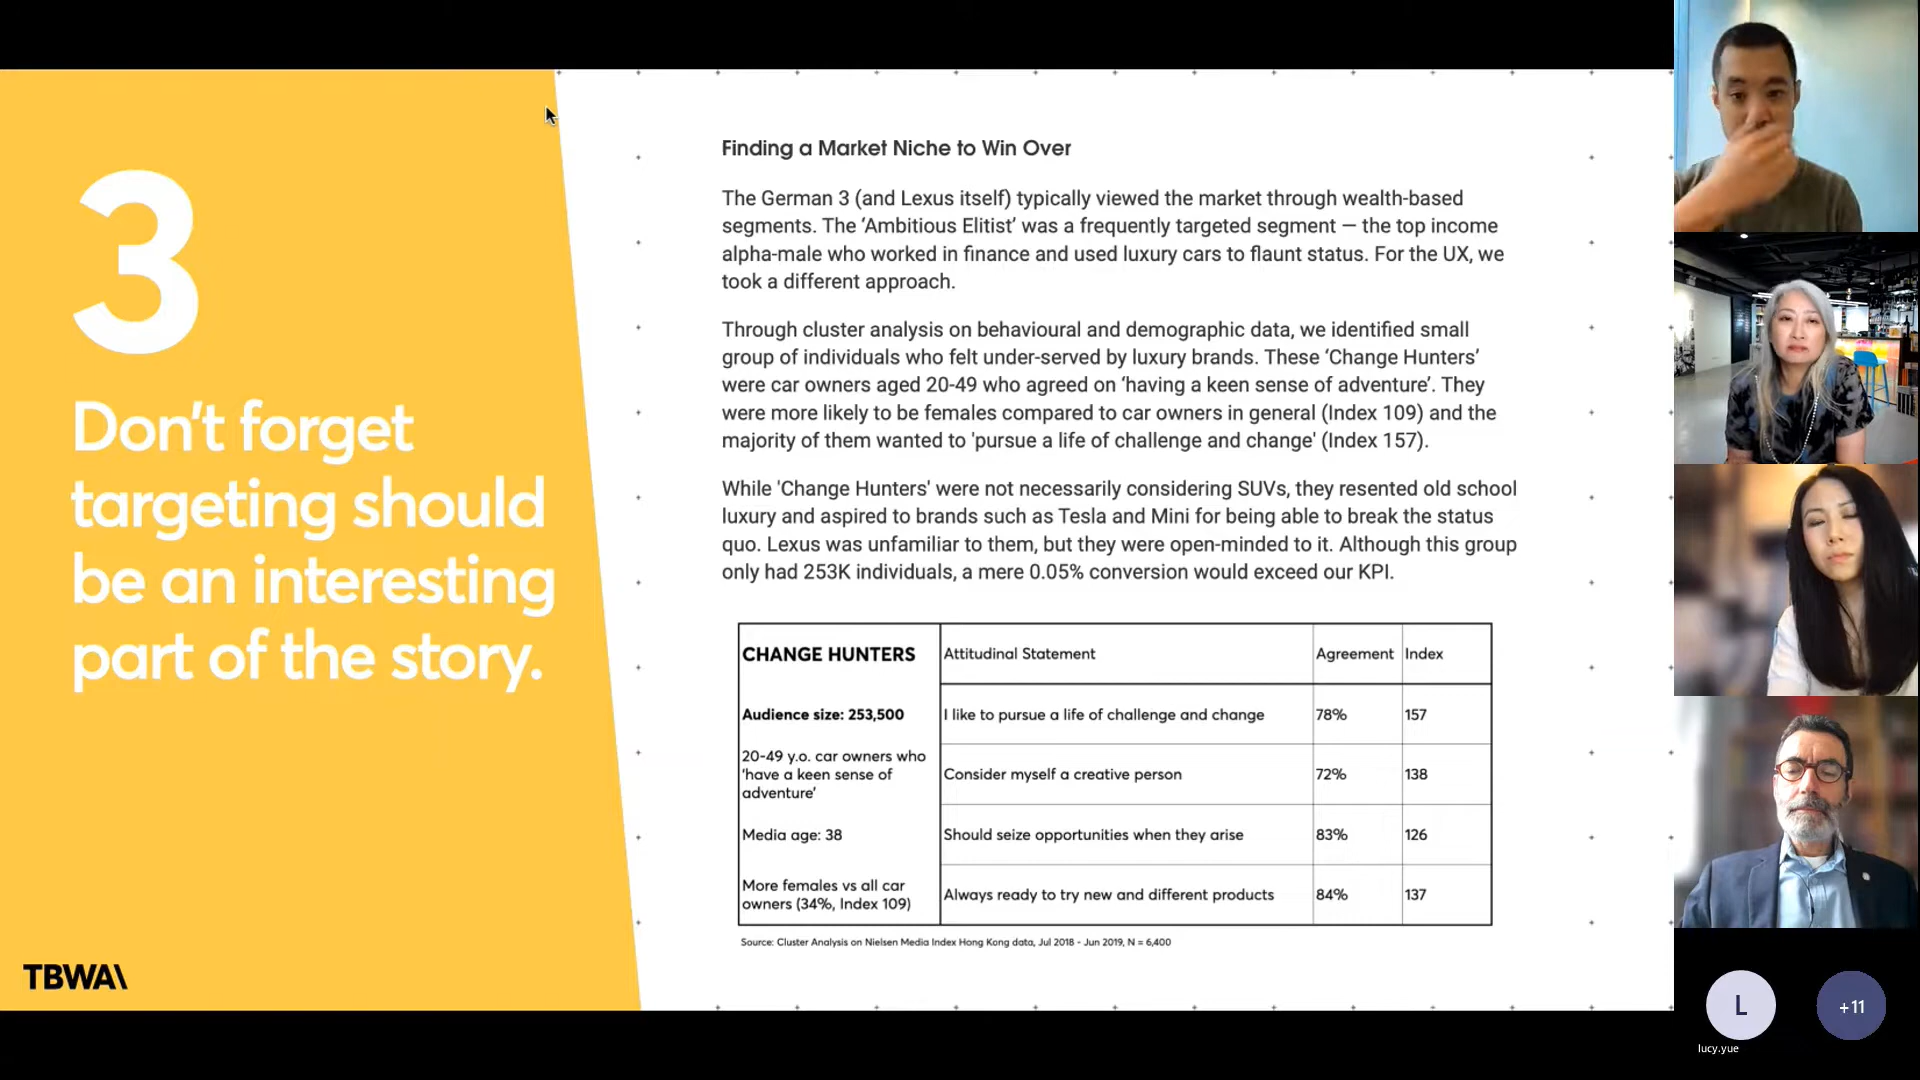 3
Don't forget
targeting should
be an interesting
part of the story.
TBWA\
Finding a Market Niche to Win Over
The German 3 (and Lexus itself) typically viewed the market through wealth-based
segments. The ‘Ambitious Elitist’ was a frequently targeted segment — the top income
alpha-male who worked in finance and used luxury cars to flaunt status. For the UX, we
took a different approach.
Through cluster analysis on behavioural and demographic data, we identified small
group of individuals who felt under-served by luxury brands. These ‘Change Hunters’
were car owners aged 20-49 who agreed on ‘having a keen sense of adventure’. They
were more likely to be females compared to car owners in general (Index 109) and the
majority of them wanted to 'pursue a life of challenge and change' (Index 157).
While 'Change Hunters' were not necessarily considering SUVs, they resented old school
luxury and aspired to brands such as Tesla and Mini for being able to break the status
quo. Lexus was unfamiliar to them, but they were open-minded to it. Although this group
only had 253K individuals, a mere 0.05% conversion would exceed our KPI.
CHANGE HUNTERS
Audience size: 253,500
20-49 y.o. car owners who
‘have a keen sense of
adventure’
Media age: 38
More females vs all car
owners (34%, Index 109)
Attitudinal Statement Agreement Index
I like to pursue a life of challenge and change 78% 157
Consider myself a creative person 72% 138
Should seize opportunities when they arise 83% 126
Always ready to try new and different products 84% 137
Source: Cluster Analysis on Nielsen Media Index Hong Kong data, Jul 2018 - Jun 2019, N = 6,400
L
+11
lucy.yue